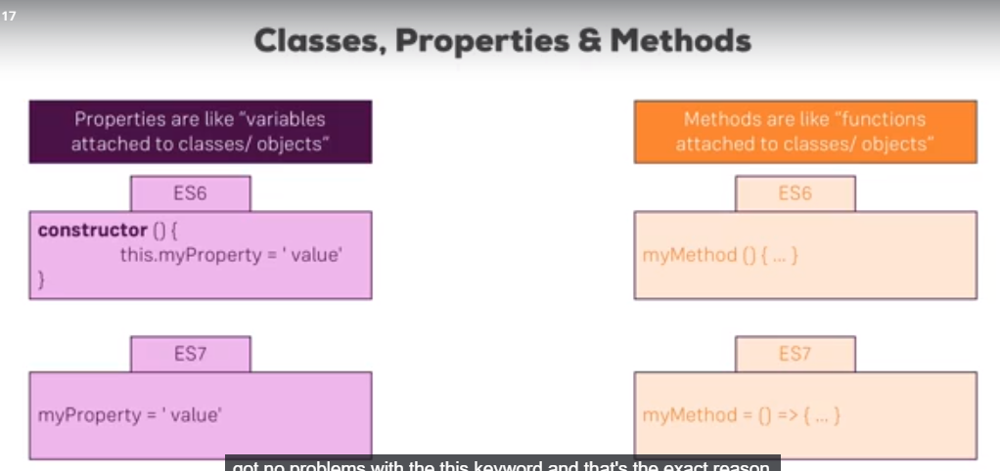 17
Classes, Properties & Methods
Properties are like "variables
attached to classes/ objects"
ES6
constructor () {
this.myProperty = ' value'
}
ES7
myProperty = ' value'
Methods are like "functions
attached to classes/ objects"
ES6
myMethod () { ... }
ES7
myMethod = () => { ... }
got no problems with the this keyword and that's the exact reason